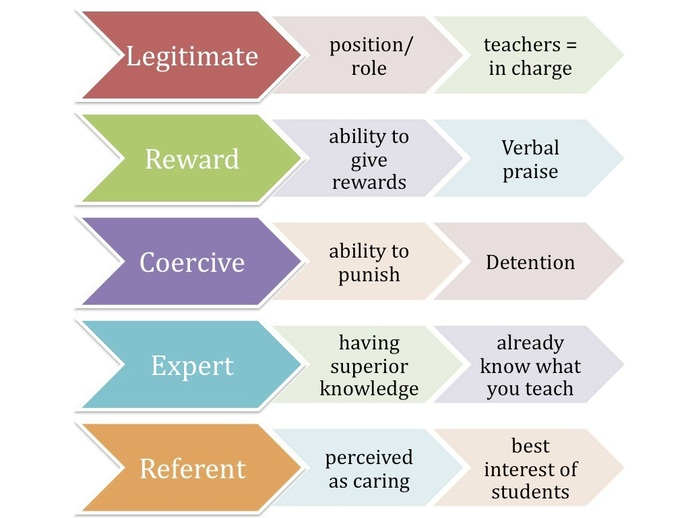 Legitimate
position/
role
teachers =
in charge
Reward
ability to
give
rewards
Verbal
praise
Coercive
ability to
punish
Detention
Expert
having
superior
knowledge
already
know what
you teach
Referent
perceived
as caring
best
interest of
students